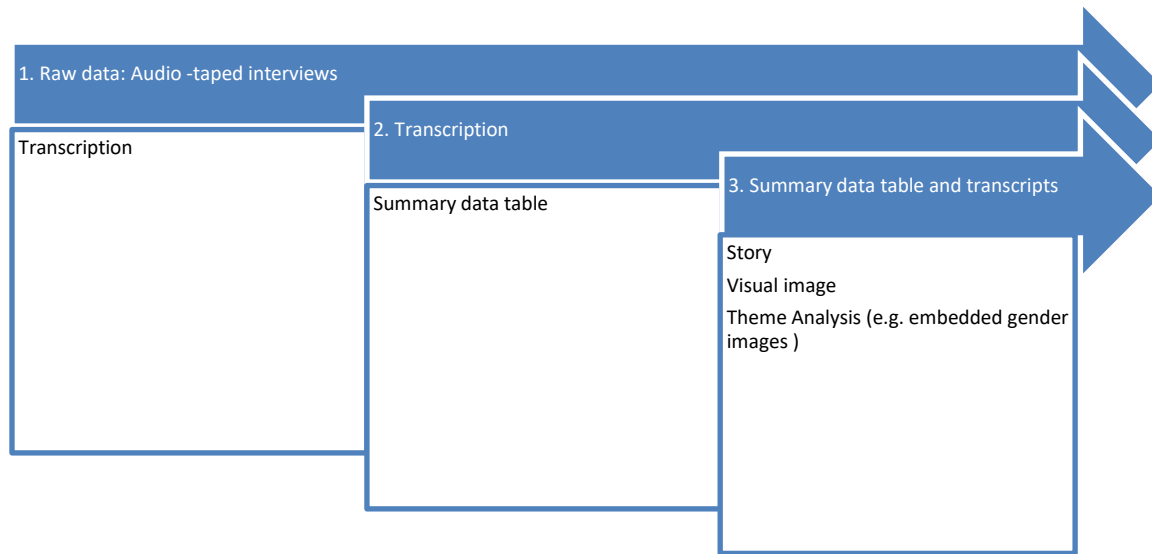 1. Raw data: Audio -taped interviews
Transcription
2. Transcription
Summary data table
3. Summary data table and transcripts
Story
Visual image
Theme Analysis (e.g. embedded gender
images )